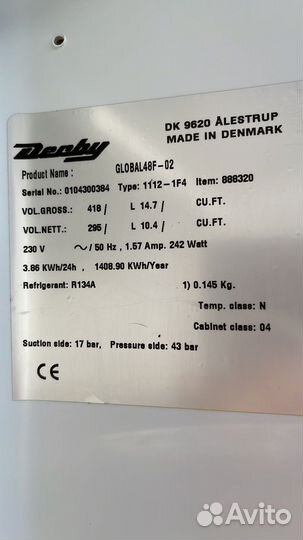 Derby
DK 9620 ÅLESTRUP
MADE IN DENMARK
Product Name : GLOBAL48F-02
Serial No.: 0104300384 Type: 1112-1F4 Item: 888320
VOL.GROSS.: 418 / L 14.7 / CU.FT.
VOL.NETT.: 295 / L 10.4 / CU.FT.
230 V ~/ 50 Hz , 1.57 Amp. 242 Watt
3.86 KWh/24h , 1408.90 KWh/Year
Refrigerant: R134A 1) 0.145 Kg.
Temp. class: N
Cabinet class: 04
Suction side: 17 bar, Pressure side: 43 bar
CE
Avito